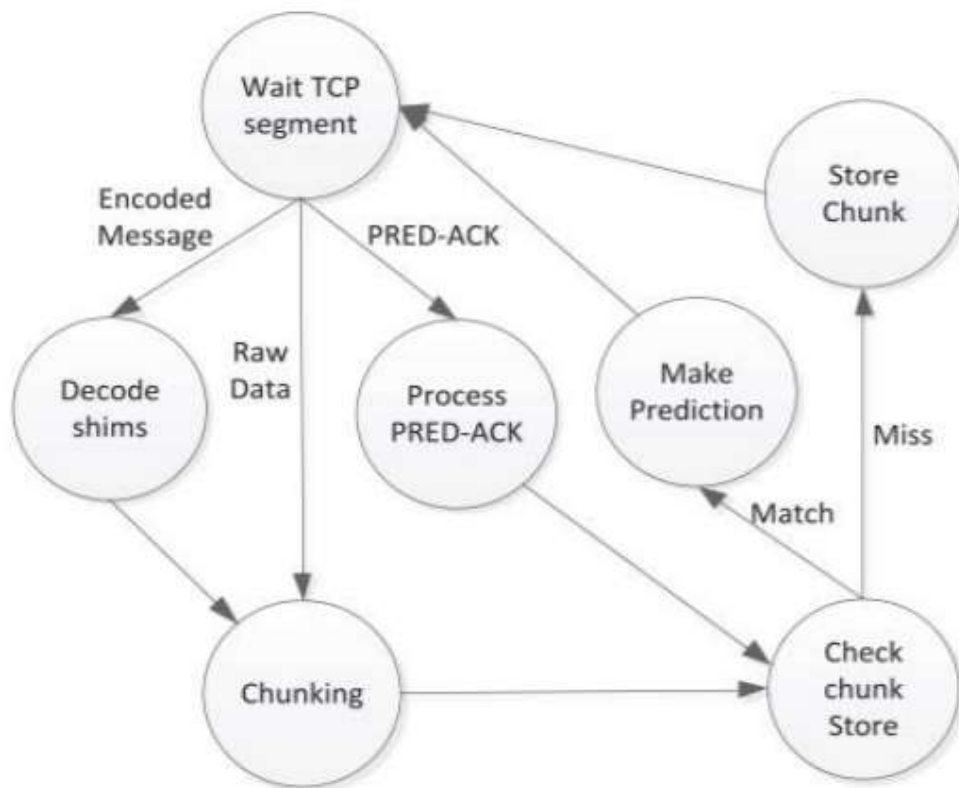 Wait TCP
segment
Store
Chunk
Encoded
Message
PRED-ACK
Raw
Data
Decode
shims
Process
PRED-ACK
Make
Prediction
Miss
Match
Chunking
Check
chunk
Store